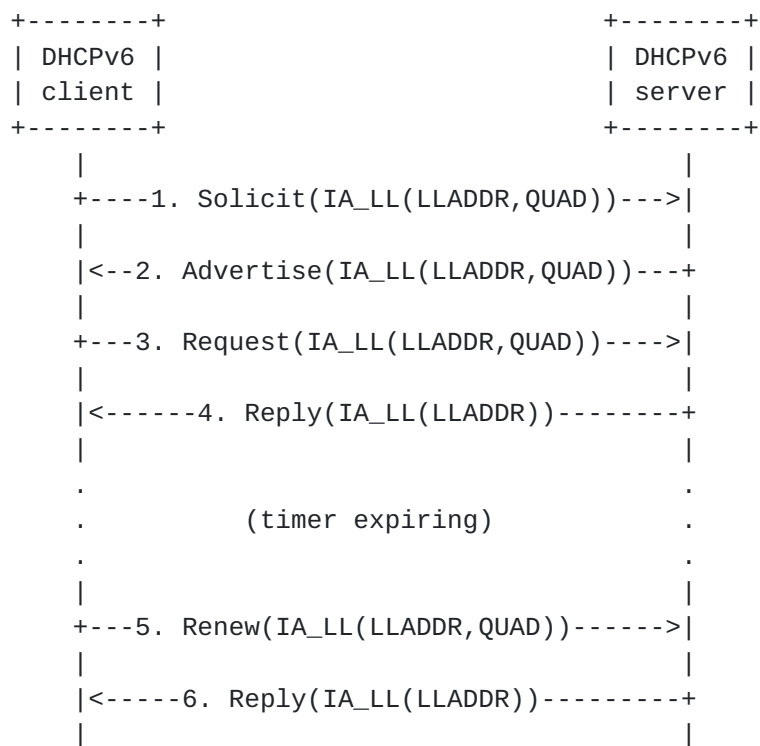 +--------+                            +--------+
| DHCPv6 |                            | DHCPv6 |
| client |                            | server |
+--------+                            +--------+
    |                                      |
    +----1. Solicit(IA_LL(LLADDR,QUAD))--->|
    |                                      |
    |<--2. Advertise(IA_LL(LLADDR,QUAD))---+
    |                                      |
    +---3. Request(IA_LL(LLADDR,QUAD))---->|
    |                                      |
    |<------4. Reply(IA_LL(LLADDR))--------+
    |                                      |
    .                                      .
    .          (timer expiring)            .
    .                                      .
    |                                      |
    +---5. Renew(IA_LL(LLADDR,QUAD))------>|
    |                                      |
    |<-----6. Reply(IA_LL(LLADDR))---------+
    |                                      |